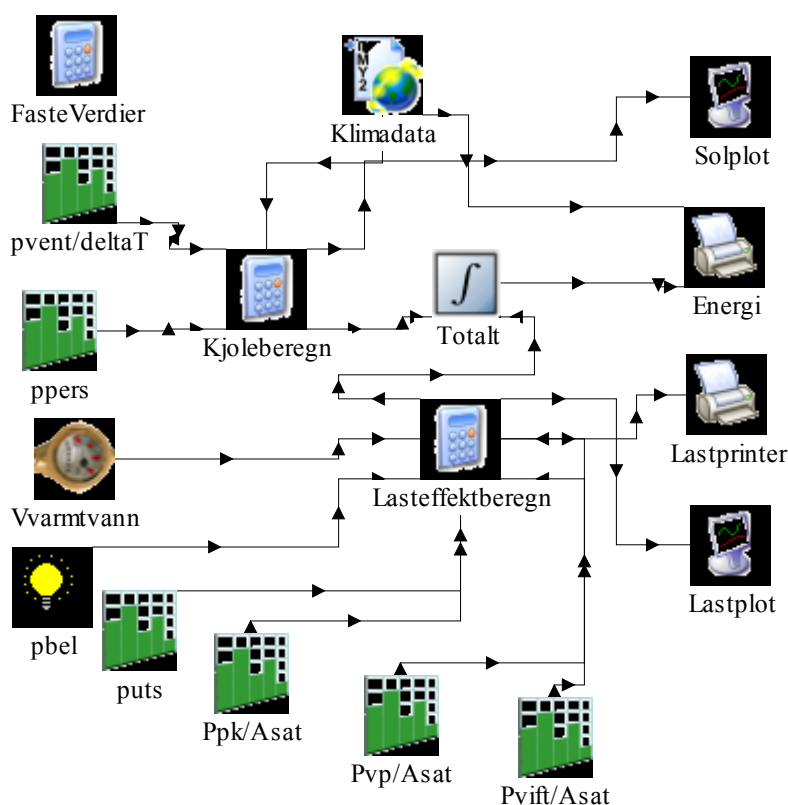 FasteVerdier
TMY2
Klimadata
Solplot
pvent/deltaT
Energi
Kjoleberegn
Totalt
ppers
Lastprinter
Lasteffektberegn
Vvarmtvann
Lastplot
pbel
puts
Ppk/Asat
Pvp/Asat
Pvift/Asat